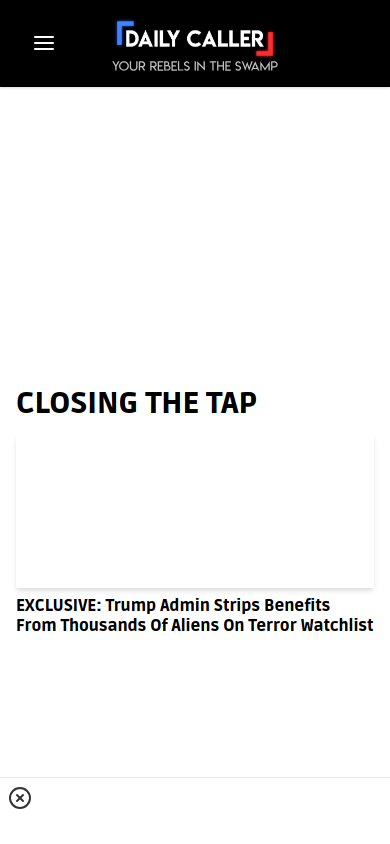 DAILY CALLER
YOUR REBELS IN THE SWAMP
CLOSING THE TAP
EXCLUSIVE: Trump Admin Strips Benefits
From Thousands Of Aliens On Terror Watchlist